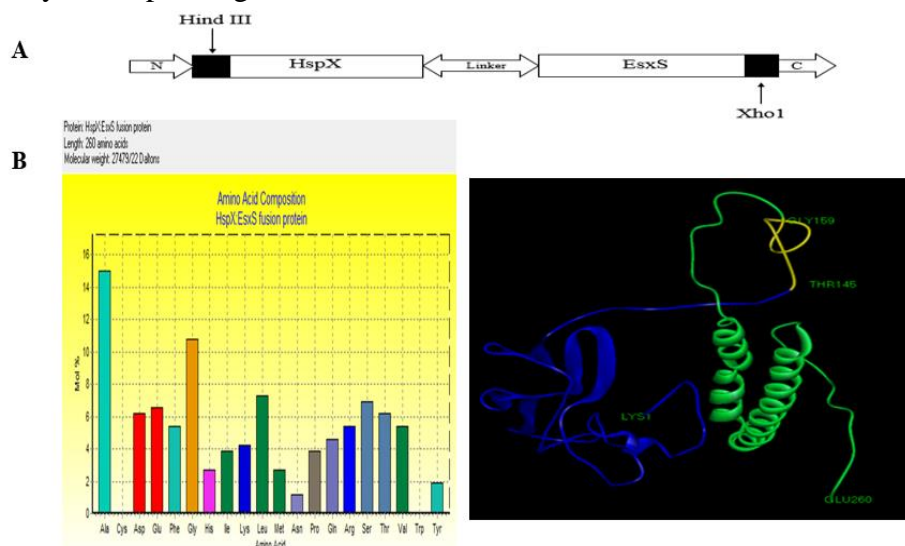 Hind III
A
N HspX Linker EsxS C
Xho1
B
Protein: HspX:EsxS fusion protein
Length: 260 amino acids
Molecular weight: 27479/22 Daltons
Amino Acid Composition
HspX:EsxS fusion protein
Mol %
16
14
12
10
8
6
4
2
0
Ala Cys Asp Glu Phe Gly His Ile Lys Leu Met Asn Pro Gln Arg Ser Thr Val Trp Tyr
Amino Acid
GLY159
THR145
LYS1
GLU260